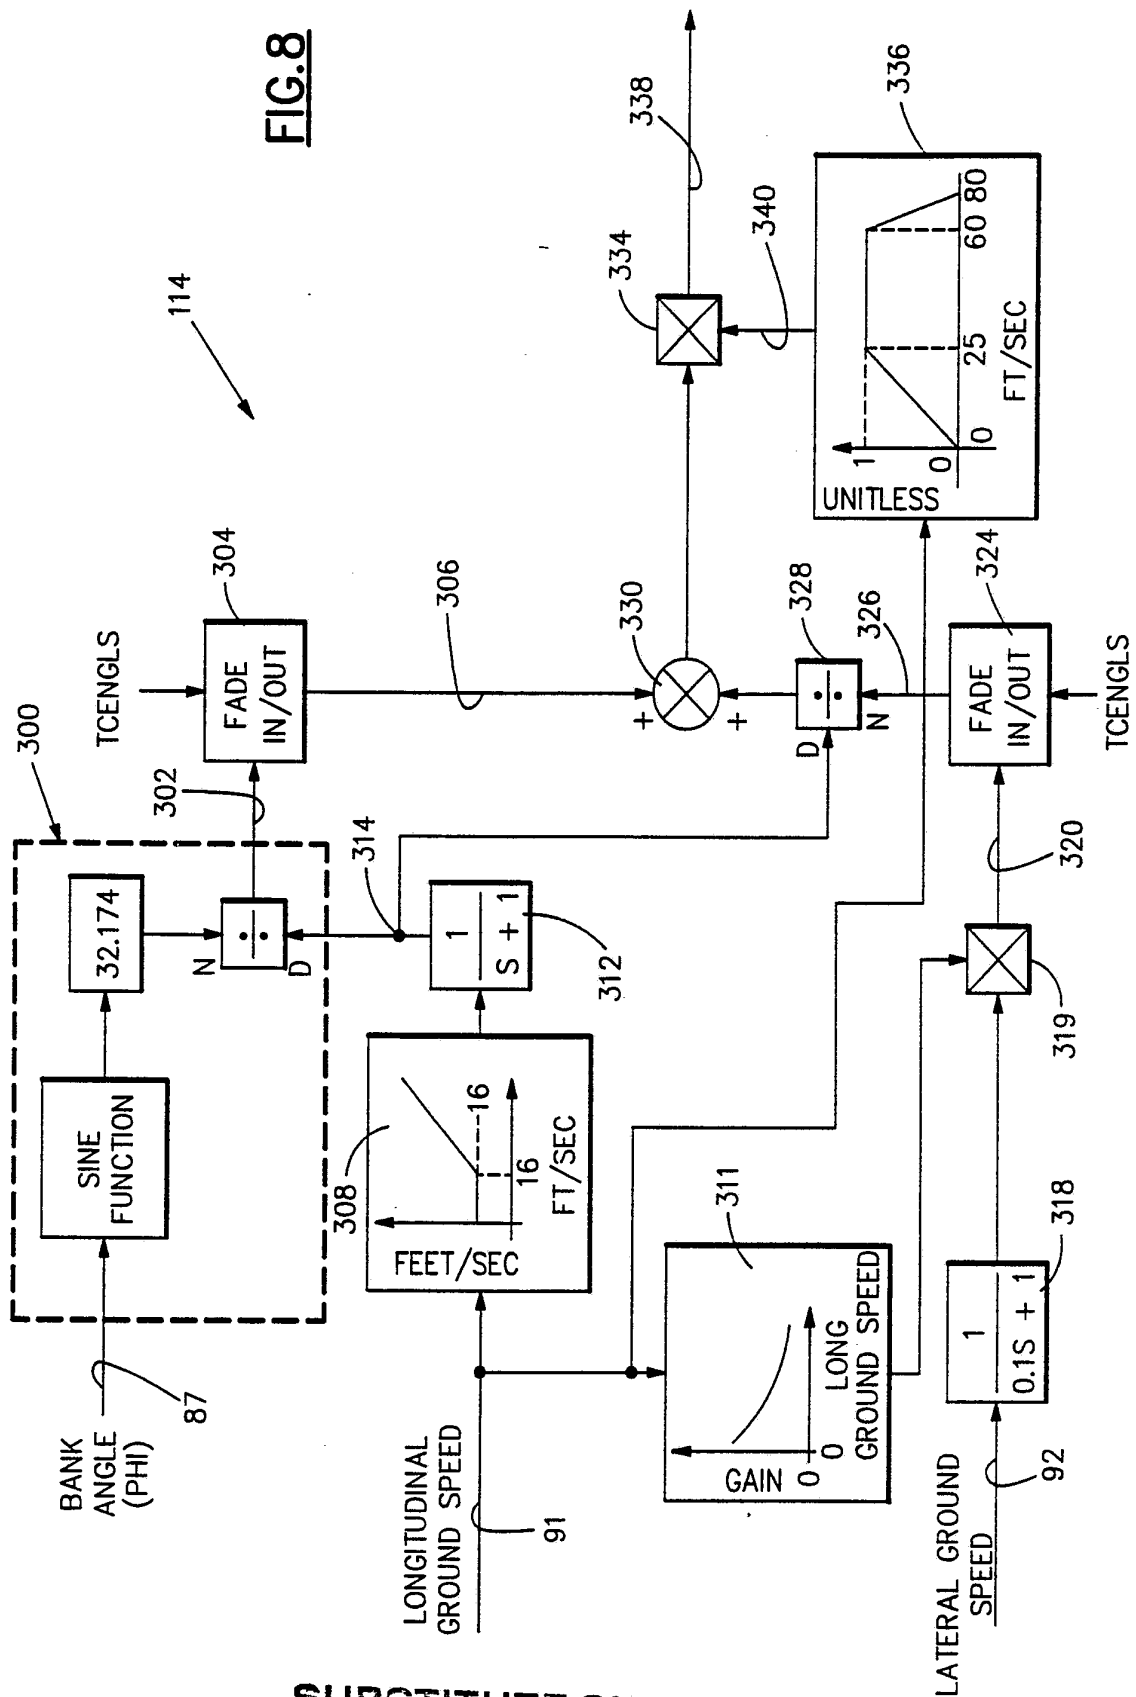 FIG.8
114
BANK
ANGLE
(PHI)
87
SINE
FUNCTION
32.174
N
D
300
302
TCENGLS
FADE
IN/OUT
304
306
LONGITUDINAL
GROUND SPEED
91
308
FEET/SEC
16
16
FT/SEC
1
S + 1
312
314
330
+
+
334
338
340
D
N
328
326
311
GAIN
0
0
LONG
GROUND SPEED
UNITLESS
1
0
0
25
60
80
FT/SEC
336
LATERAL GROUND
SPEED
92
1
0.1S + 1
318
319
320
FADE
IN/OUT
324
TCENGLS